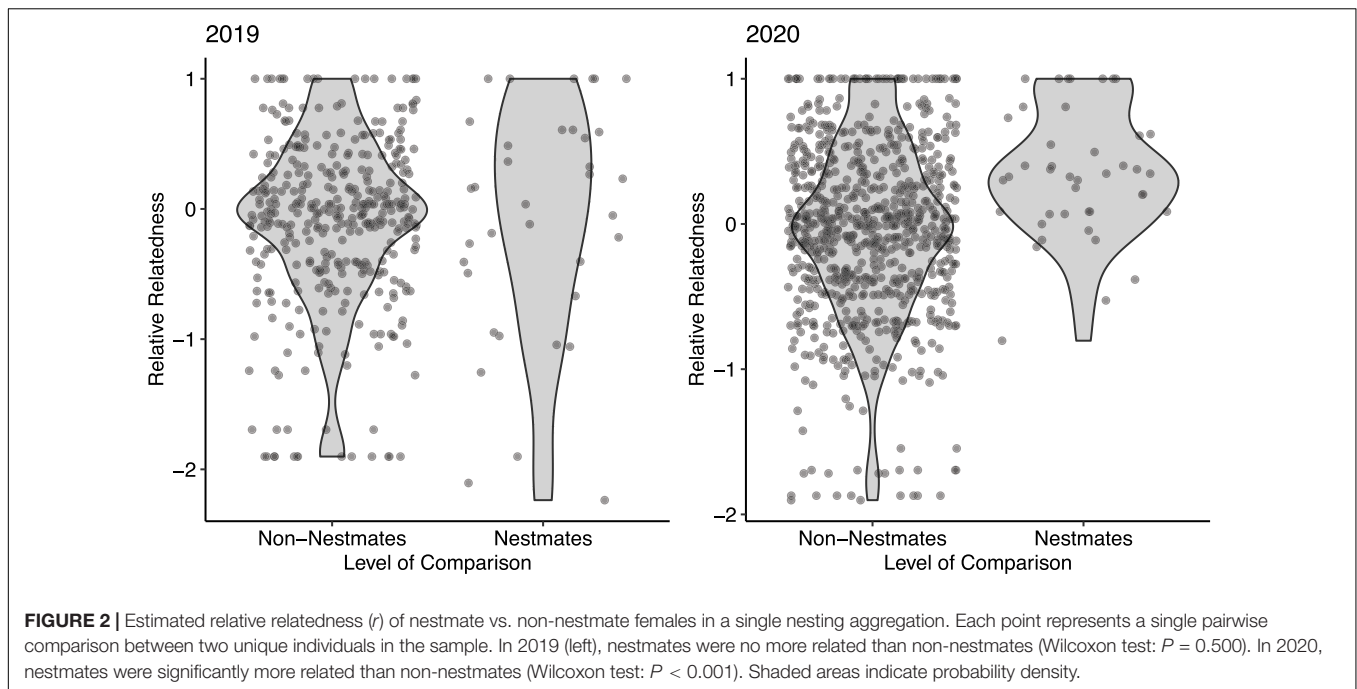 2019
1
0
−1
−2
Relative Relatedness
Non−Nestmates
Nestmates
Level of Comparison
2020
1
0
−1
−2
Relative Relatedness
Non−Nestmates
Nestmates
Level of Comparison
FIGURE 2 | Estimated relative relatedness (r) of nestmate vs. non-nestmate females in a single nesting aggregation. Each point represents a single pairwise
comparison between two unique individuals in the sample. In 2019 (left), nestmates were no more related than non-nestmates (Wilcoxon test: P = 0.500). In 2020,
nestmates were significantly more related than non-nestmates (Wilcoxon test: P < 0.001). Shaded areas indicate probability density.